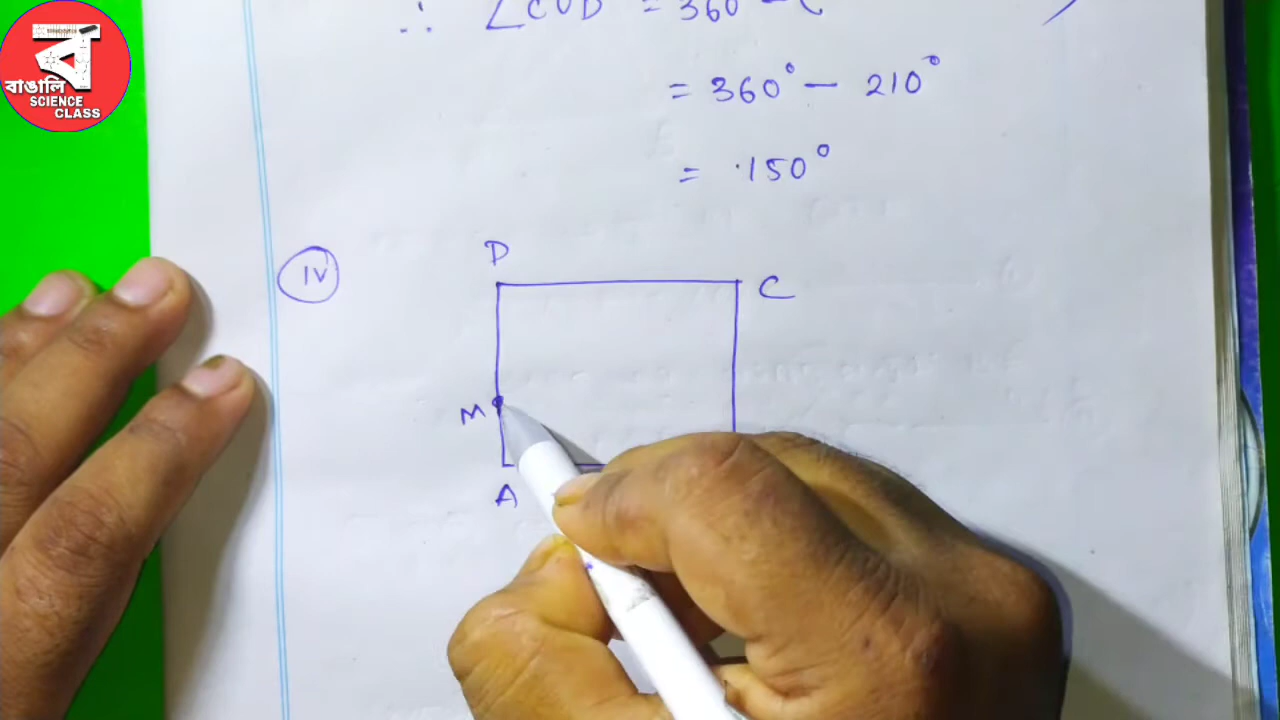 ব
বাঙালি
SCIENCE
CLASS
∴ ∠COD = 360 - (
= 360° - 210°
= 150°
IV
D
C
M
A